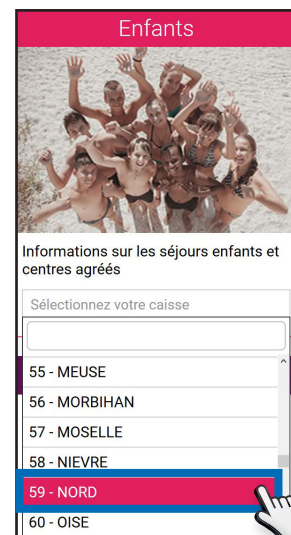 Enfants
Informations sur les séjours enfants et
centres agréés
Sélectionnez votre caisse
55 - MEUSE
56 - MORBIHAN
57 - MOSELLE
58 - NIEVRE
59 - NORD
60 - OISE